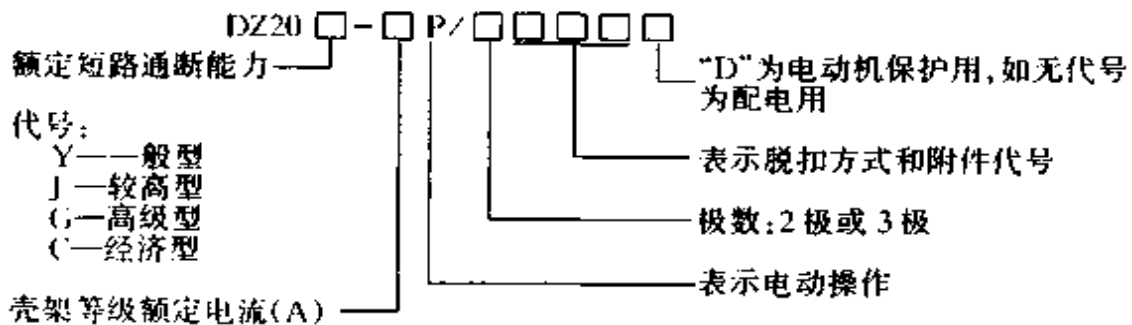 DZ20 □-□ P/□□□□□
额定短路通断能力
"D"为电动机保护用,如无代号
为配电用
代号:
Y——般型
J—较高型
G—高级型
C—经济型
表示脱扣方式和附件代号
极数:2极或3极
表示电动操作
壳架等级额定电流(A)